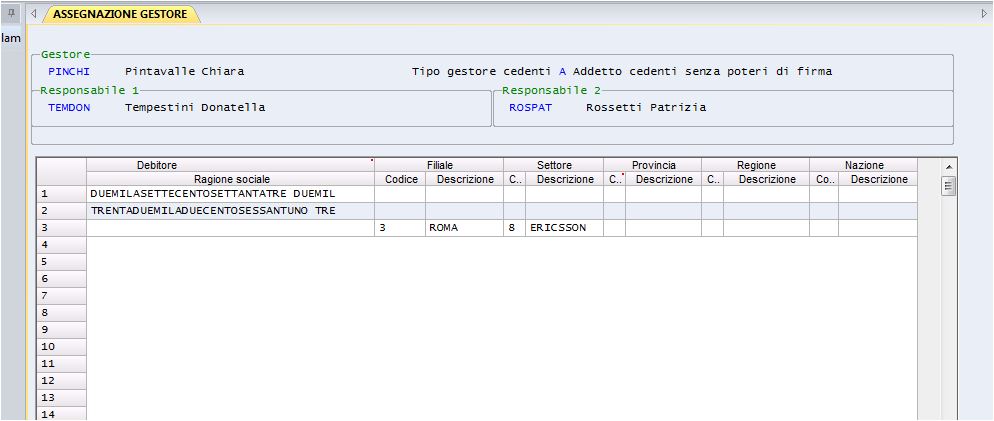 ASSEGNAZIONE GESTORE
lam
Gestore
PINCHI Pintavalle Chiara Tipo gestore cedenti A Addetto cedenti senza poteri di firma
Responsabile 1 Responsabile 2
TEMDON Tempestini Donatella ROSPAT Rossetti Patrizia
Debitore Filiale Settore Provincia Regione Nazione
Ragione sociale Codice Descrizione C.. Descrizione C.. Descrizione C.. Descrizione Co.. Descrizione
1 DUEMILASETTECENTOSETTANTATRE DUEMIL
2 TRENTADUEMILADUECENTOSESSANTUNO TRE
3 3 ROMA 8 ERICSSON
4
5
6
7
8
9
10
11
12
13
14